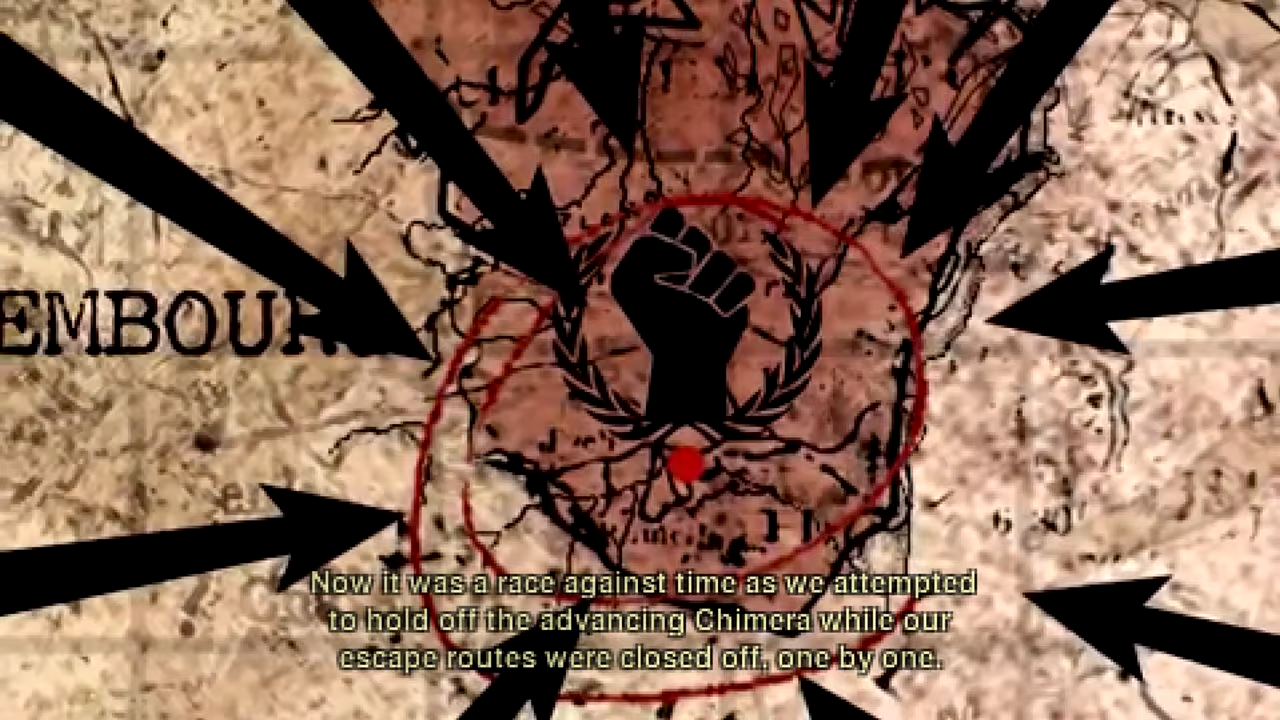 EMBOUR
Now it was a race against time as we attempted
to hold off the advancing Chimera while our
escape routes were closed off, one by one.